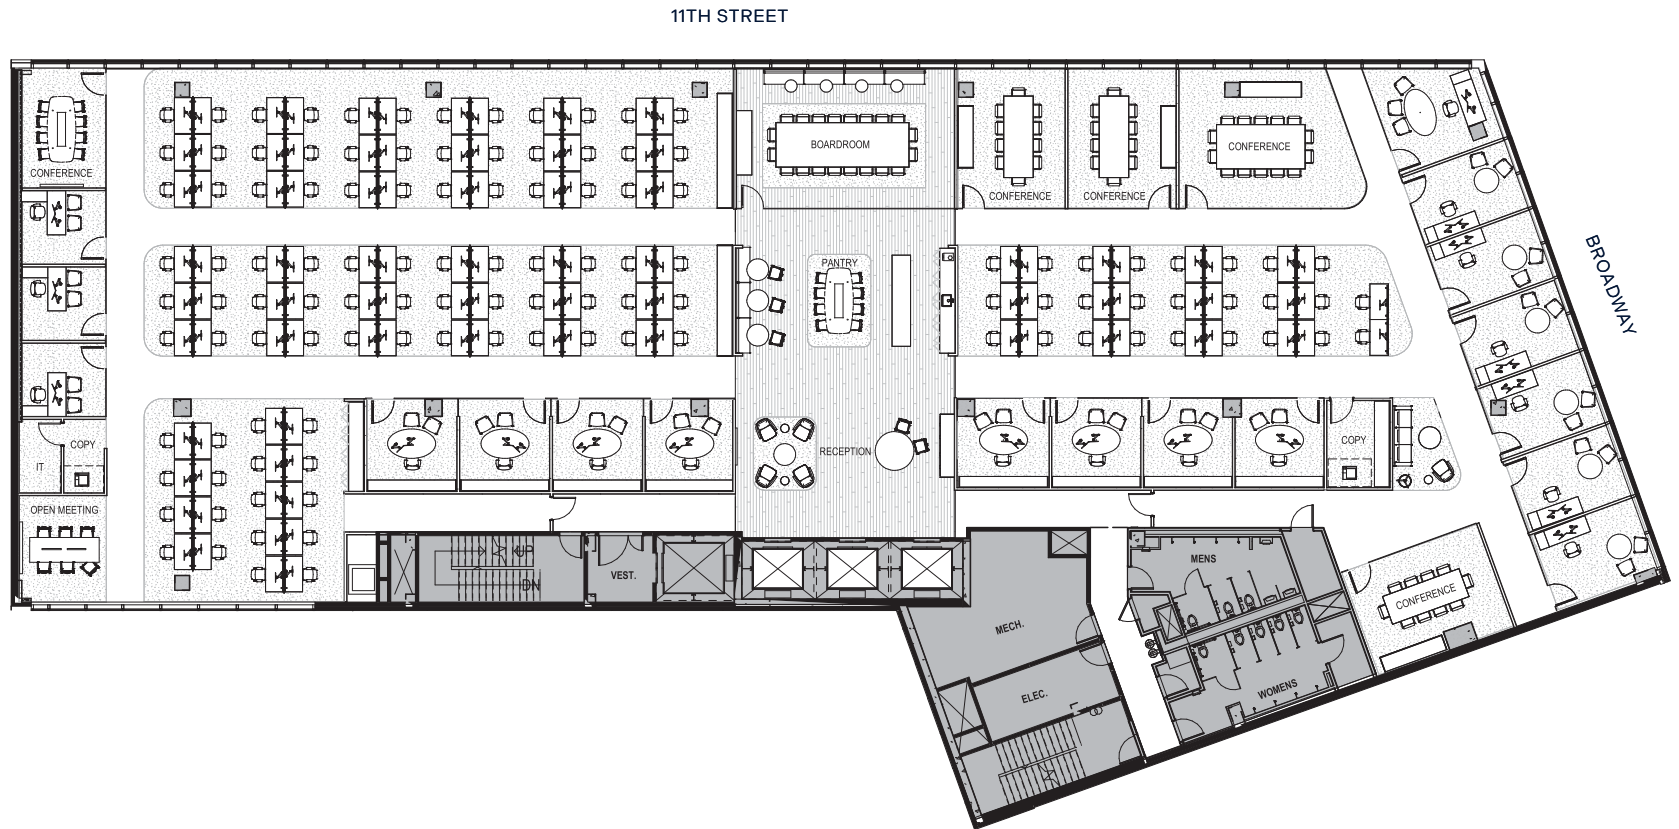 11TH STREET
BROADWAY
CONFERENCE
BOARDROOM
CONFERENCE
CONFERENCE
CONFERENCE
PANTRY
COPY
IT
OPEN MEETING
RECEPTION
COPY
UP
DN
VEST.
MECH.
ELEC.
MENS
WOMENS
CONFERENCE